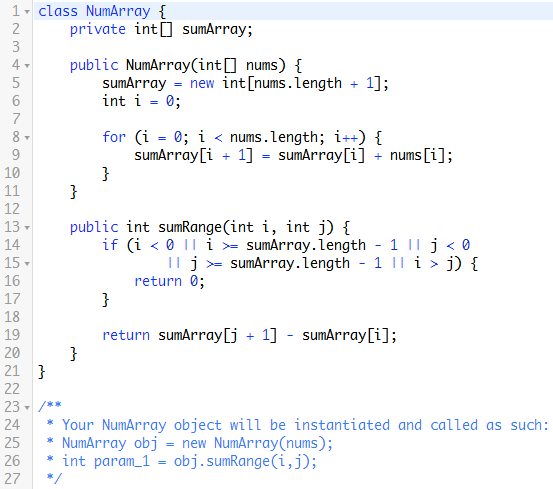 1 class NumArray {
2     private int[] sumArray;
3
4     public NumArray(int[] nums) {
5         sumArray = new int[nums.length + 1];
6         int i = 0;
7
8         for (i = 0; i < nums.length; i++) {
9             sumArray[i + 1] = sumArray[i] + nums[i];
10         }
11     }
12
13     public int sumRange(int i, int j) {
14         if (i < 0 || i >= sumArray.length - 1 || j < 0
15                 || j >= sumArray.length - 1 || i > j) {
16             return 0;
17         }
18
19         return sumArray[j + 1] - sumArray[i];
20     }
21 }
22
23 /**
24  * Your NumArray object will be instantiated and called as such:
25  * NumArray obj = new NumArray(nums);
26  * int param_1 = obj.sumRange(i,j);
27  */